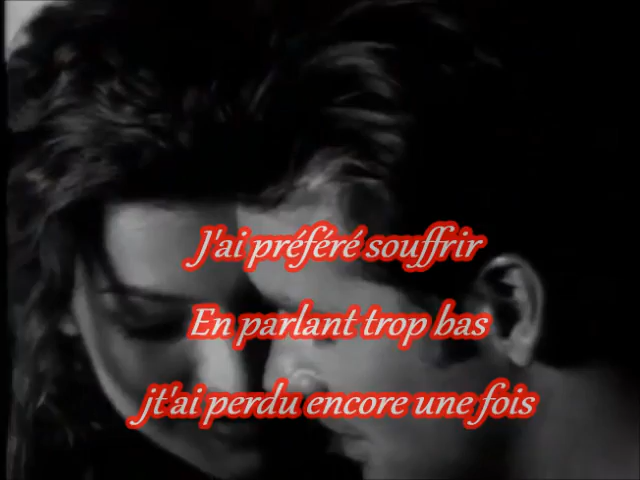 J'ai préféré souffrir
En parlant trop bas
jt'ai perdu encore une fois